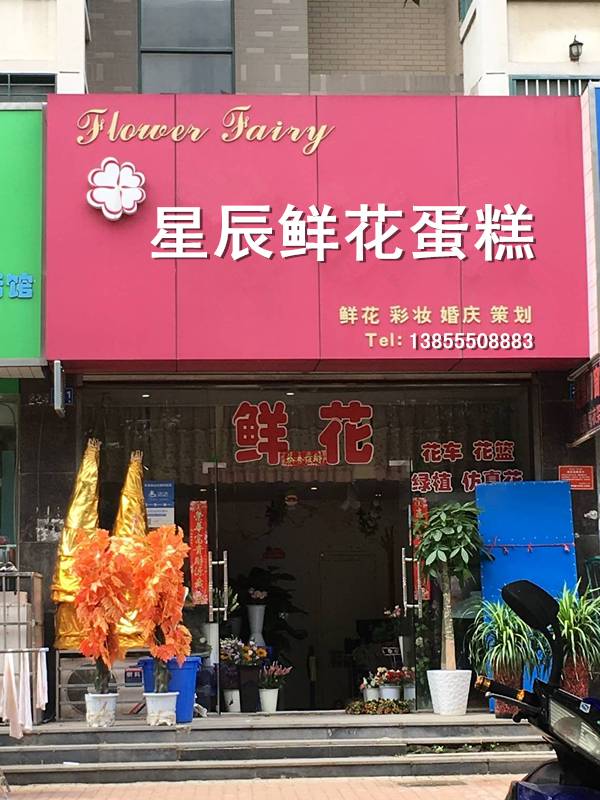 Flower Fairy
星辰鲜花蛋糕
鲜花 彩妆 婚庆 策划
Tel: 13855508883
馆
鲜花
花车 花篮
绿植 仿真花